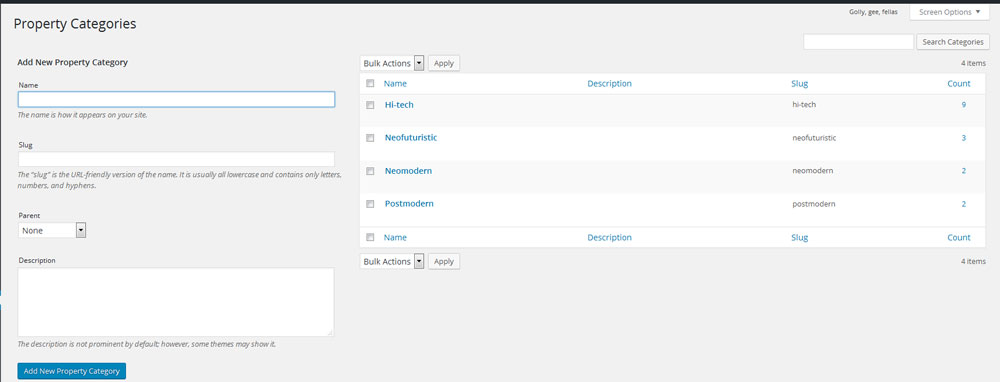 Golly, gee, fellas
Screen Options
Property Categories
Search Categories
Add New Property Category
Name
The name is how it appears on your site.
Slug
The "slug" is the URL-friendly version of the name. It is usually all lowercase and contains only letters,
numbers, and hyphens.
Parent
None
Description
The description is not prominent by default; however, some themes may show it.
Add New Property Category
Bulk Actions Apply 4 items
Name Description Slug Count
Hi-tech hi-tech 9
Neofuturistic neofuturistic 3
Neomodern neomodern 2
Postmodern postmodern 2
Name Description Slug Count
Bulk Actions Apply 4 items